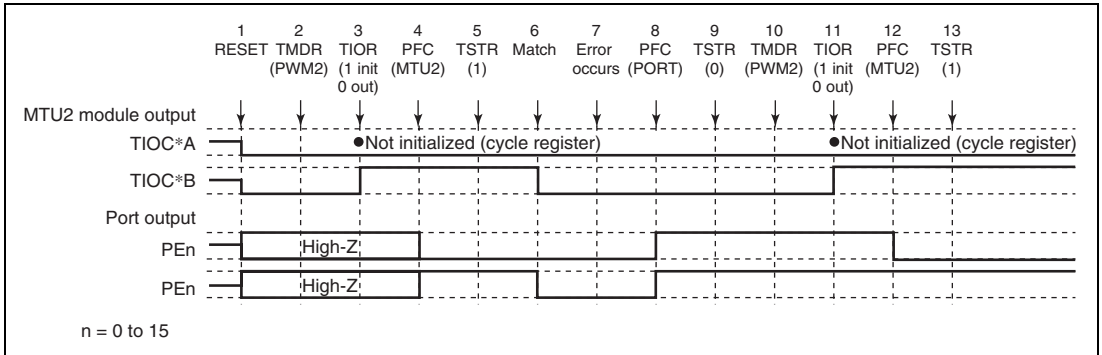 1 2 3 4 5 6 7 8 9 10 11 12 13
RESET TMDR TIOR PFC TSTR Match Error PFC TSTR TMDR TIOR PFC TSTR
(PWM2) (1 init (MTU2) (1) occurs (PORT) (0) (PWM2) (1 init (MTU2) (1)
0 out) 0 out)
MTU2 module output
TIOC*A ●Not initialized (cycle register) ●Not initialized (cycle register)
TIOC*B
Port output
PEn High-Z
PEn High-Z
n = 0 to 15